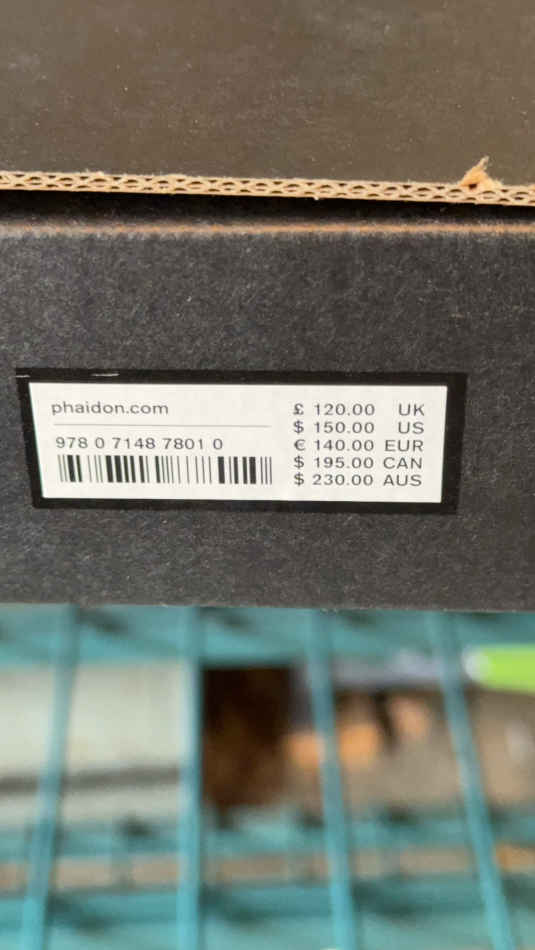 phaidon.com
978 0 7148 7801 0
£ 120.00 UK
$ 150.00 US
€ 140.00 EUR
$ 195.00 CAN
$ 230.00 AUS